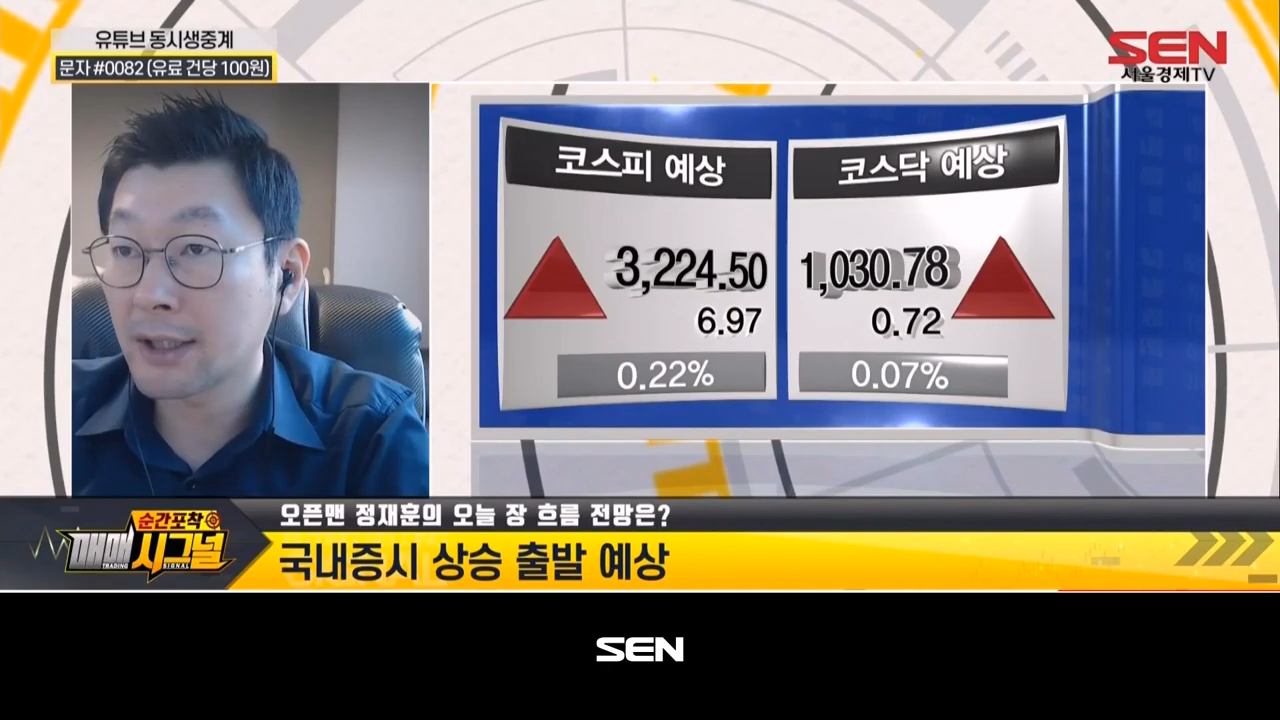 유튜브 동시생중계
문자 #0082 (유료 건당 100원)
SEN
서울경제TV
코스피 예상
3,224.50
6.97
0.22%
코스닥 예상
1,030.78
0.72
0.07%
오픈맨 정재훈의 오늘 장 흐름 전망은?
순간포착
매매 시그널
TRADING SIGNAL
국내증시 상승 출발 예상
SEN